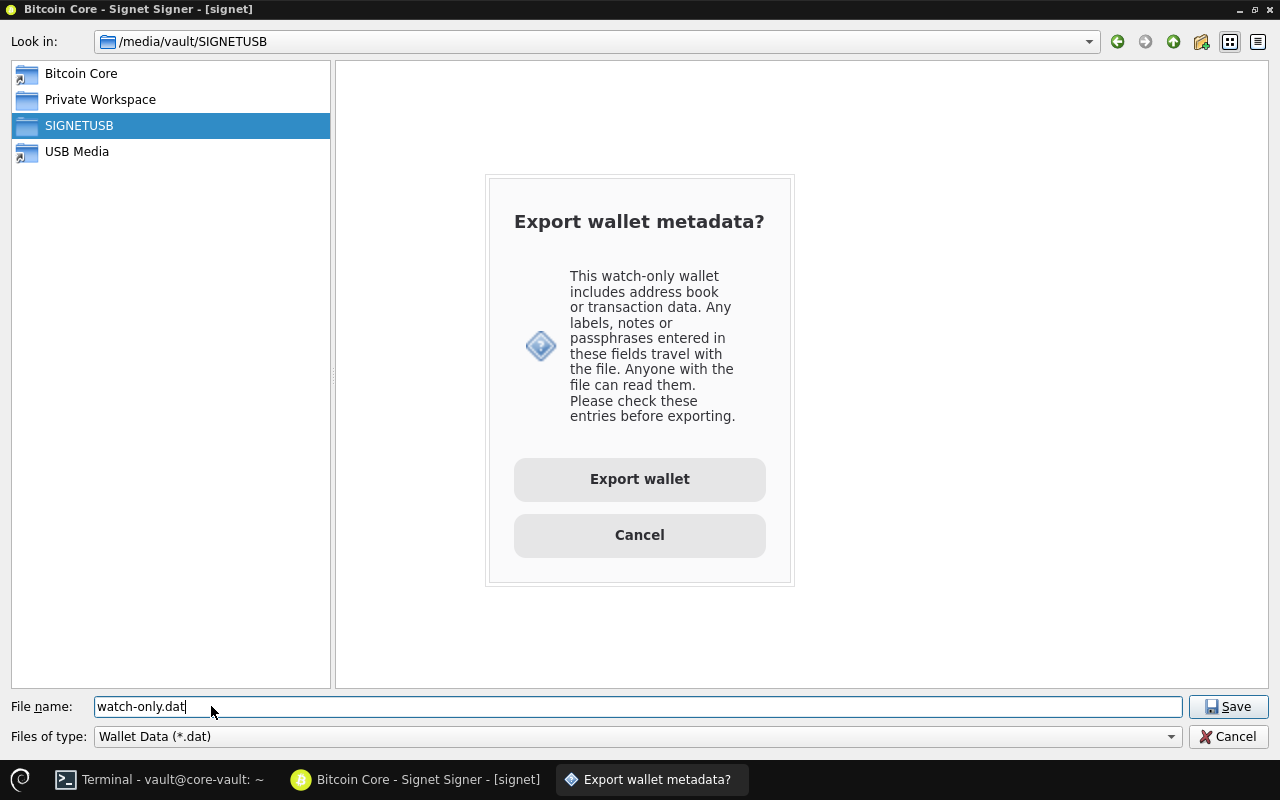 Bitcoin Core - Signet Signer - [signet]
Look in:
/media/vault/SIGNETUSB
Bitcoin Core
Private Workspace
SIGNETUSB
USB Media
Export wallet metadata?
This watch-only wallet
includes address book
or transaction data. Any
labels, notes or
passphrases entered in
these fields travel with
the file. Anyone with the
file can read them.
Please check these
entries before exporting.
Export wallet
Cancel
File name:
watch-only.dat
Save
Files of type:
Wallet Data (*.dat)
Cancel
Terminal - vault@core-vault: ~
Bitcoin Core - Signet Signer - [signet]
Export wallet metadata?